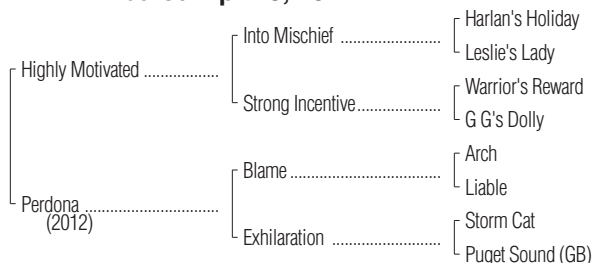 Harlan's Holiday
Into Mischief ....................
Leslie's Lady
Highly Motivated ...............
Warrior's Reward
Strong Incentive.................
G G's Dolly
Arch
Blame ..............................
Liable
Perdona ...........................
(2012)
Storm Cat
Exhilaration ......................
Puget Sound (GB)